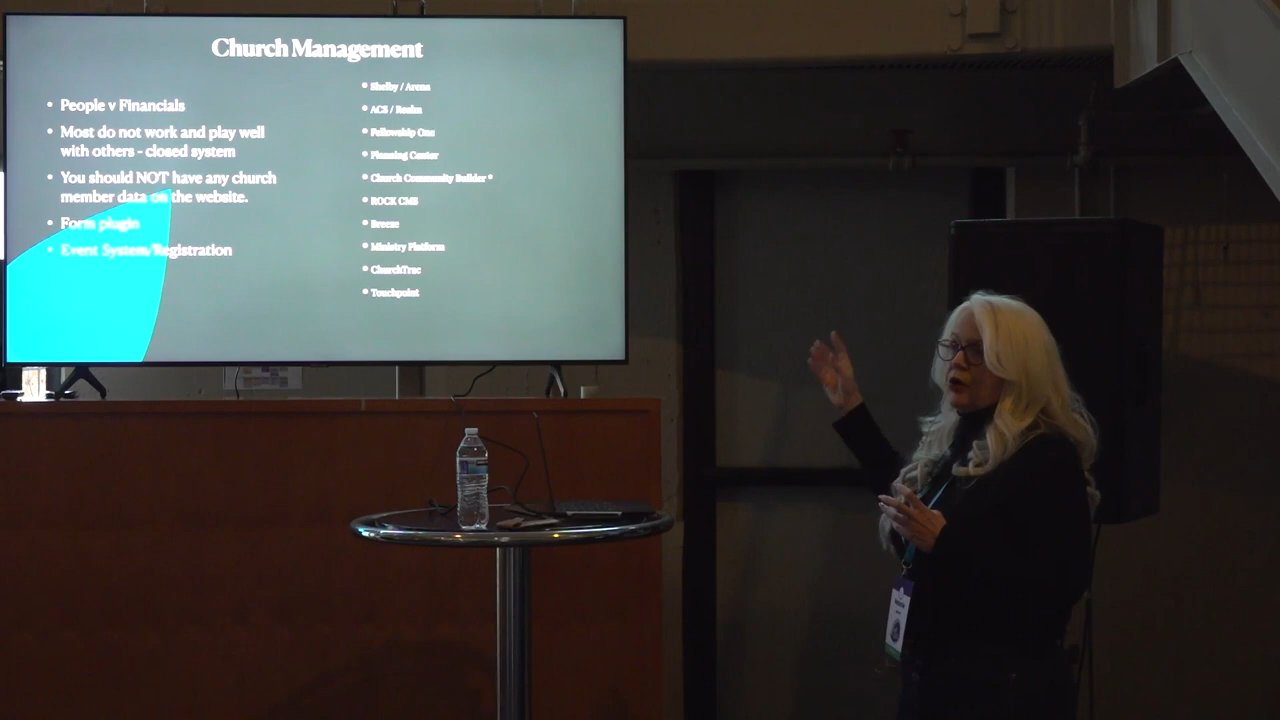 Church Management
• People v Financials
• Most do not work and play well
with others - closed system
• You should NOT have any church
member data on the website.
• Form plugin
• Event System/Registration
• Shelby / Arena
• ACS / Realm
• Fellowship One
• Planning Center
• Church Community Builder *
• ROCK CMS
• Breeze
• Ministry Platform
• ChurchTrac
• Touchpoint